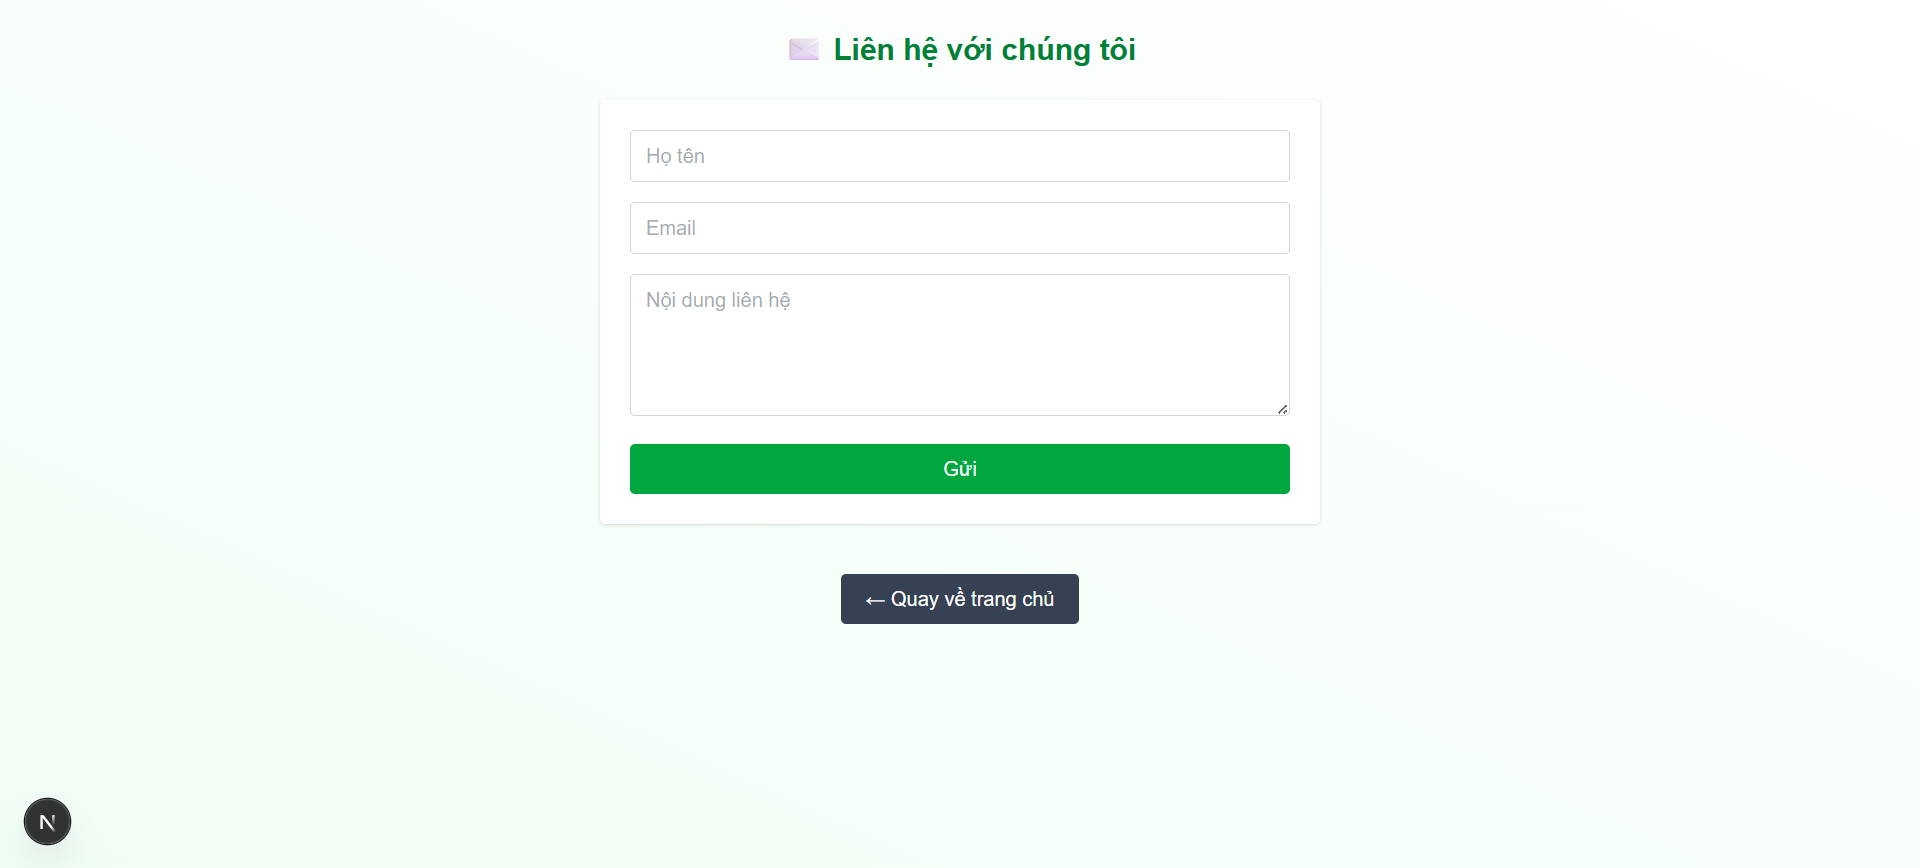 Liên hệ với chúng tôi
Họ tên
Email
Nội dung liên hệ
Gửi
← Quay về trang chủ
N